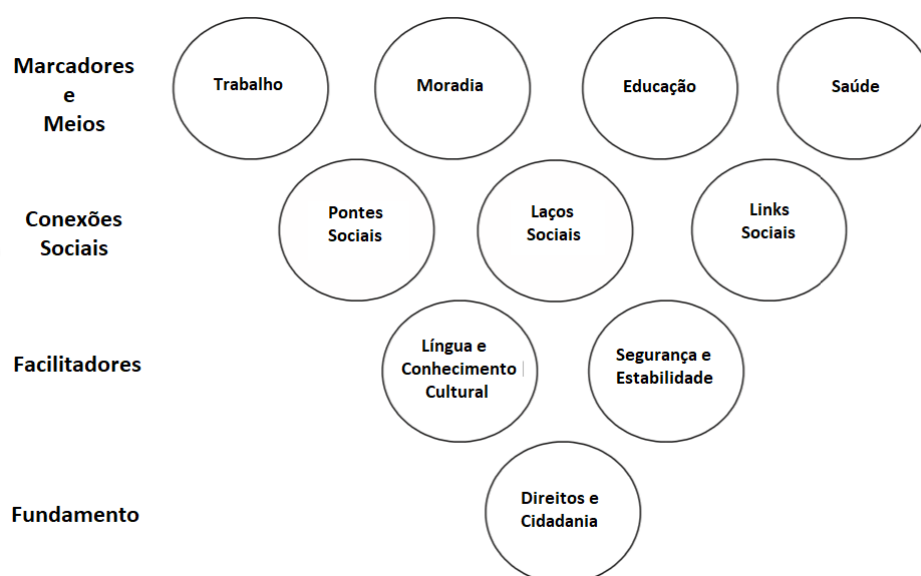 Marcadores
e
Meios
Trabalho
Moradia
Educação
Saúde
Conexões
Sociais
Pontes
Sociais
Laços
Sociais
Links
Sociais
Facilitadores
Língua e
Conhecimento
Cultural
Segurança e
Estabilidade
Fundamento
Direitos e
Cidadania